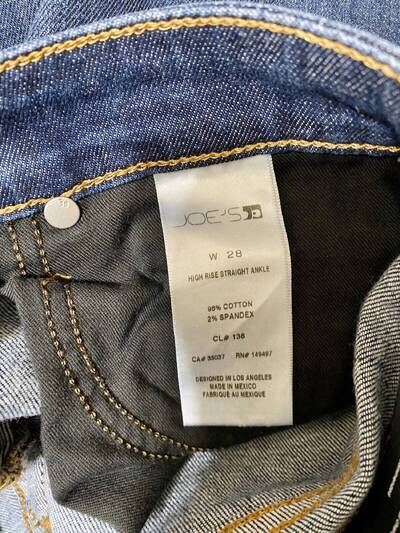 JOE'S
W 28
HIGH RISE STRAIGHT ANKLE
98% COTTON
2% SPANDEX
CL# 138
CA# 35037 RN# 149497
DESIGNED IN LOS ANGELES
MADE IN MEXICO
FABRIQUÉ AU MEXIQUE